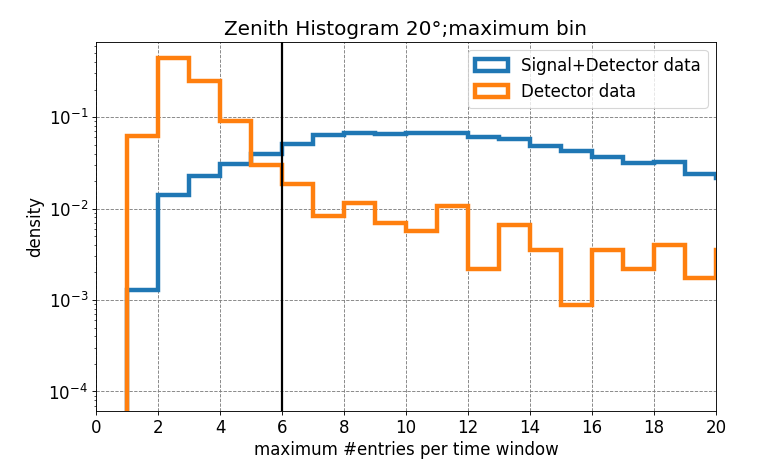 Zenith Histogram 20°;maximum bin
Signal+Detector data
Detector data
10⁻¹
10⁻²
10⁻³
10⁻⁴
density
0 2 4 6 8 10 12 14 16 18 20
maximum #entries per time window